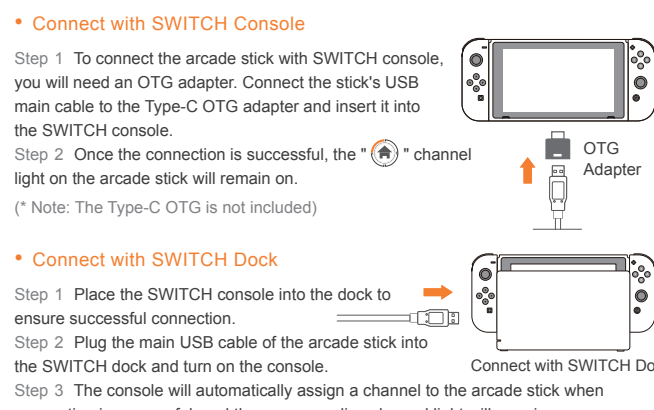 • Connect with SWITCH Console
Step 1 To connect the arcade stick with SWITCH console,
you will need an OTG adapter. Connect the stick's USB
main cable to the Type-C OTG adapter and insert it into
the SWITCH console.
Step 2 Once the connection is successful, the " " channel
light on the arcade stick will remain on.
(* Note: The Type-C OTG is not included)
OTG
Adapter
• Connect with SWITCH Dock
Step 1 Place the SWITCH console into the dock to
ensure successful connection.
Step 2 Plug the main USB cable of the arcade stick into
the SWITCH dock and turn on the console.
Connect with SWITCH Do
Step 3 The console will automatically assign a channel to the arcade stick when